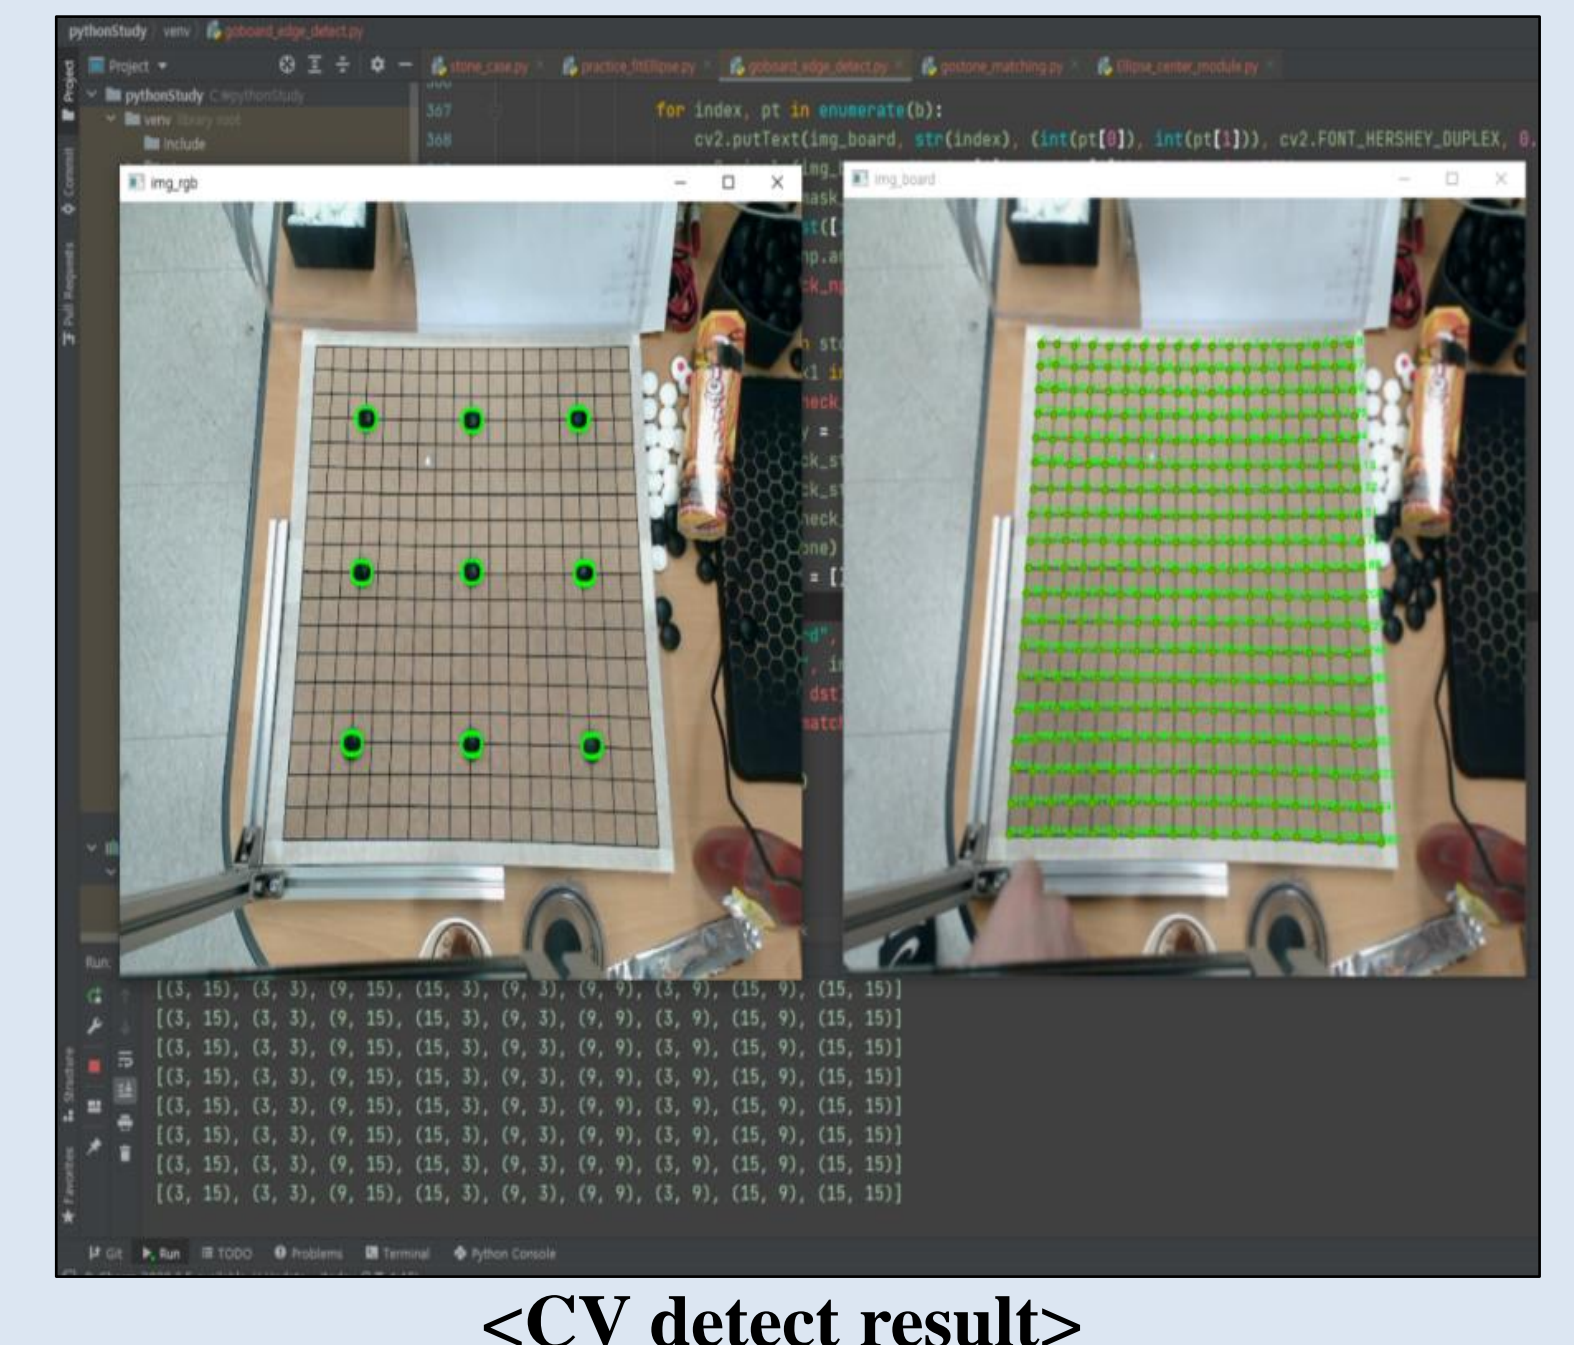 pythonStudy venv goboard_edge_detect.py
Project
stone_case.py practice_fitEllipse.py goboard_edge_detect.py gostone_matching.py Ellipse_center_module.py
Project
pythonStudy C:₩pythonStudy
venv library root
Include
367 for index, pt in enumerate(b):
368 cv2.putText(img_board, str(index), (int(pt[0]), int(pt[1])), cv2.FONT_HERSHEY_DUPLEX, 0.
Commit
Pull Requests
img_rgb
img_board
Run:
[(3, 15), (3, 3), (9, 15), (15, 3), (9, 3), (9, 9), (3, 9), (15, 9), (15, 15)]
[(3, 15), (3, 3), (9, 15), (15, 3), (9, 3), (9, 9), (3, 9), (15, 9), (15, 15)]
[(3, 15), (3, 3), (9, 15), (15, 3), (9, 3), (9, 9), (3, 9), (15, 9), (15, 15)]
[(3, 15), (3, 3), (9, 15), (15, 3), (9, 3), (9, 9), (3, 9), (15, 9), (15, 15)]
[(3, 15), (3, 3), (9, 15), (15, 3), (9, 3), (9, 9), (3, 9), (15, 9), (15, 15)]
[(3, 15), (3, 3), (9, 15), (15, 3), (9, 3), (9, 9), (3, 9), (15, 9), (15, 15)]
[(3, 15), (3, 3), (9, 15), (15, 3), (9, 3), (9, 9), (3, 9), (15, 9), (15, 15)]
[(3, 15), (3, 3), (9, 15), (15, 3), (9, 3), (9, 9), (3, 9), (15, 9), (15, 15)]
Structure
Favorites
Git Run TODO Problems Terminal Python Console
<CV detect result>